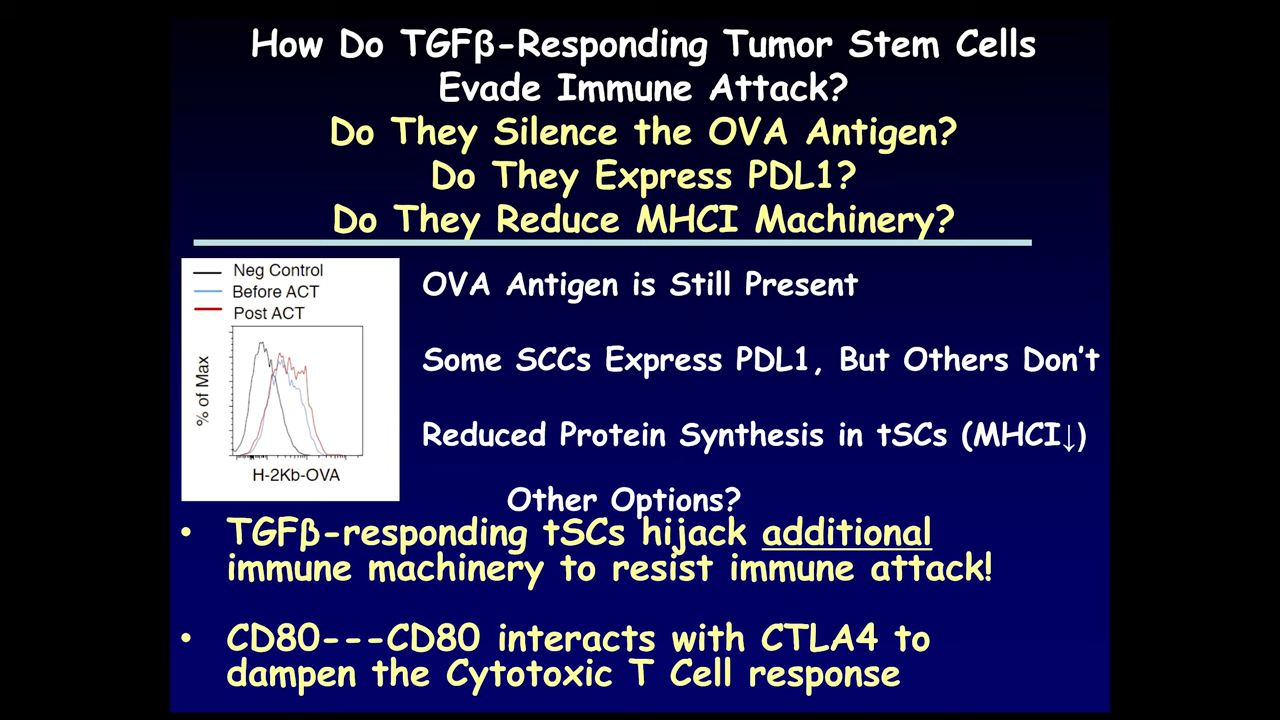 How Do TGFβ-Responding Tumor Stem Cells
Evade Immune Attack?
Do They Silence the OVA Antigen?
Do They Express PDL1?
Do They Reduce MHCI Machinery?
Neg Control
Before ACT
Post ACT
% of Max
H-2Kb-OVA
OVA Antigen is Still Present
Some SCCs Express PDL1, But Others Don't
Reduced Protein Synthesis in tSCs (MHCI↓)
Other Options?
• TGFβ-responding tSCs hijack additional
immune machinery to resist immune attack!
• CD80---CD80 interacts with CTLA4 to
dampen the Cytotoxic T Cell response